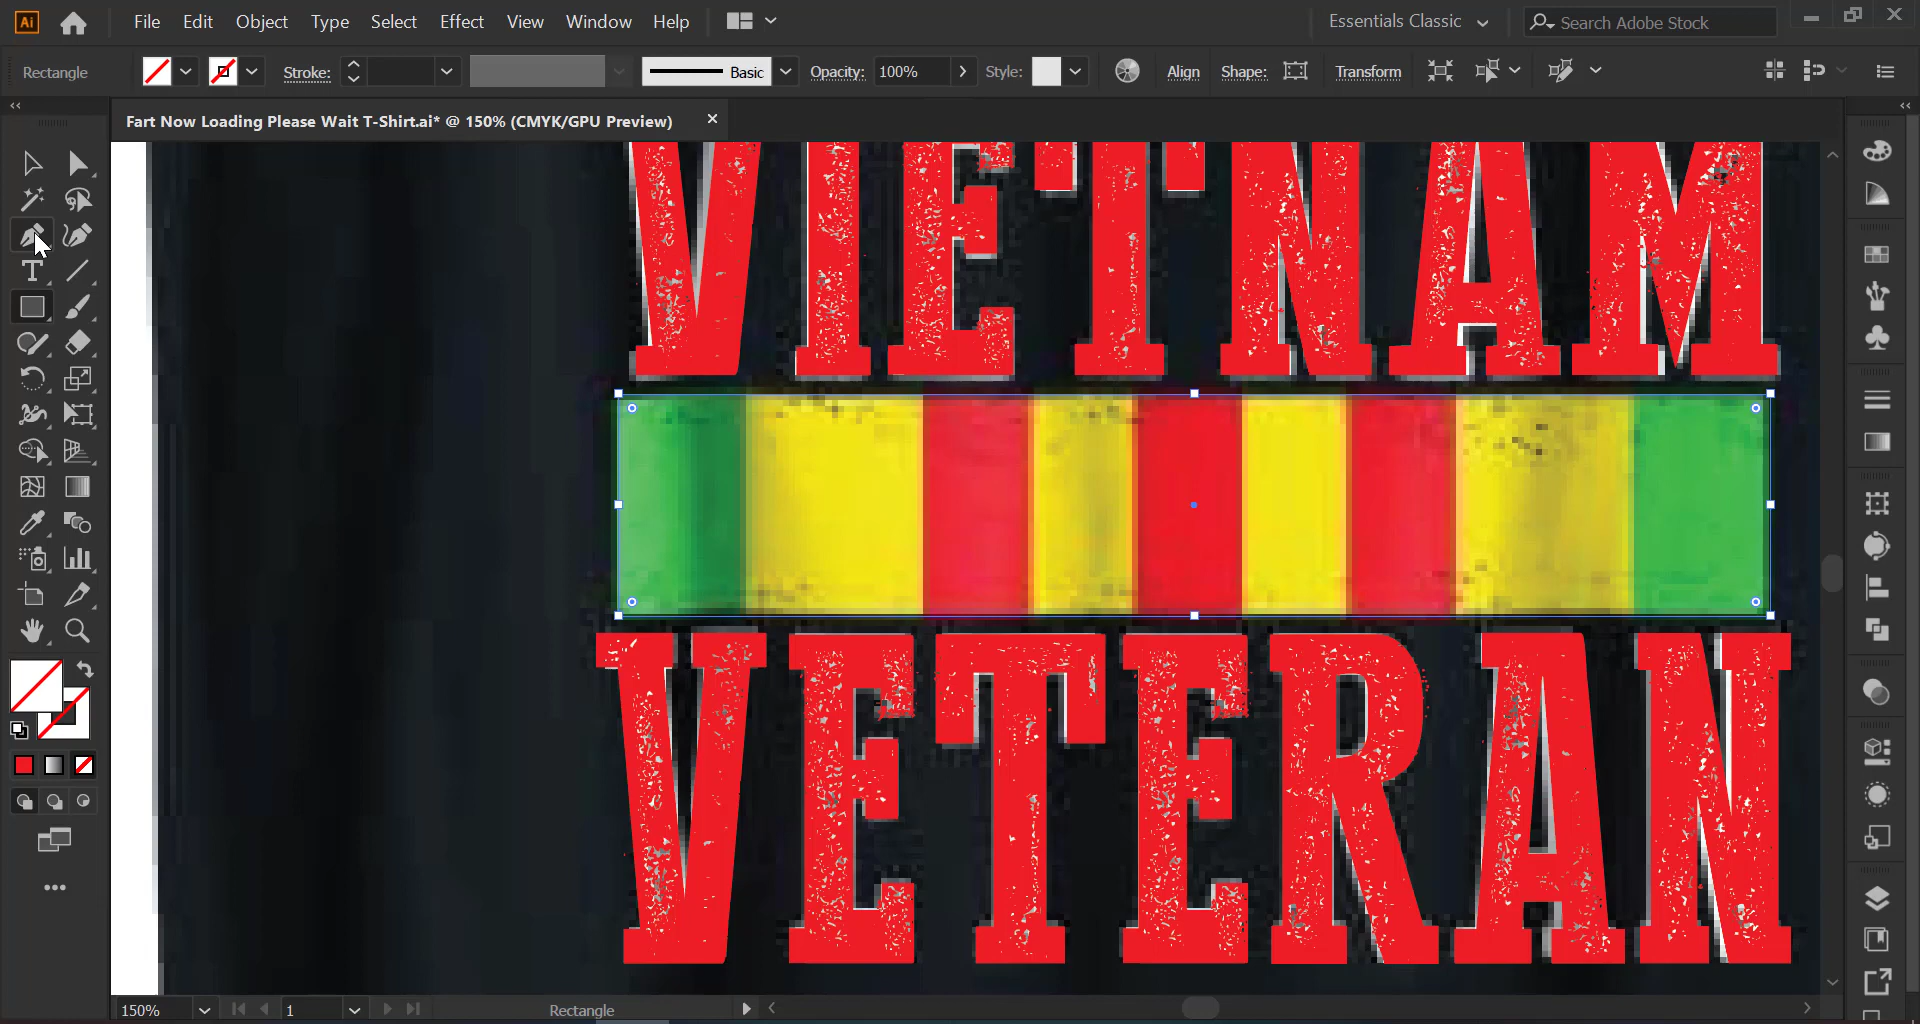 Ai File Edit Object Type Select Effect View Window Help Essentials Classic Search Adobe Stock
Rectangle Stroke: Basic Opacity: 100% Style: Align Shape: Transform
Fart Now Loading Please Wait T-Shirt.ai* @ 150% (CMYK/GPU Preview)
VIETNAM
VETERAN
150% 1 Rectangle